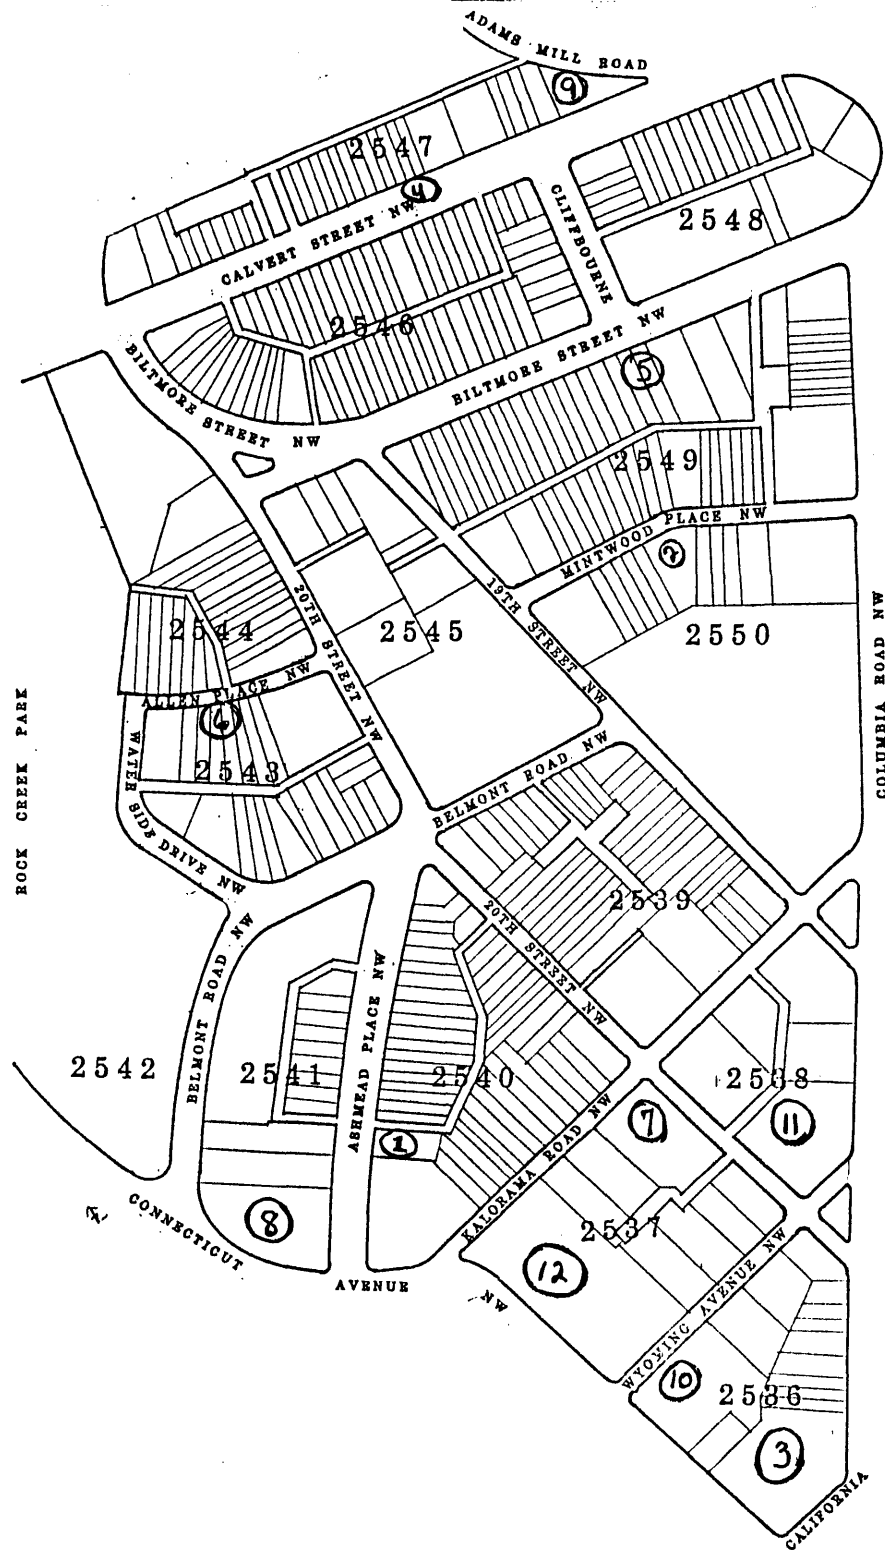 ADAMS MILL ROAD
9
2547
4
CALVERT STREET NW
CLIFFBOURNE
2548
2546
BILTMORE STREET NW
BILTMORE STREET NW
5
2549
MINTWOOD PLACE NW
2
19TH STREET NW
20TH STREET NW
2544
2545
2550
ALLEN PLACE NW
6
2543
WATER SIDE DRIVE NW
ROCK CREEK PARK
COLUMBIA ROAD NW
BELMONT ROAD NW
2539
20TH STREET NW
BELMONT ROAD NW
ASHMEAD PLACE NW
2542
2541
2540
2538
1
7
11
KALORAMA ROAD NW
8
2537
12
CONNECTICUT
AVENUE
NW
WYOMING AVENUE NW
10
2536
3
CALIFORNIA